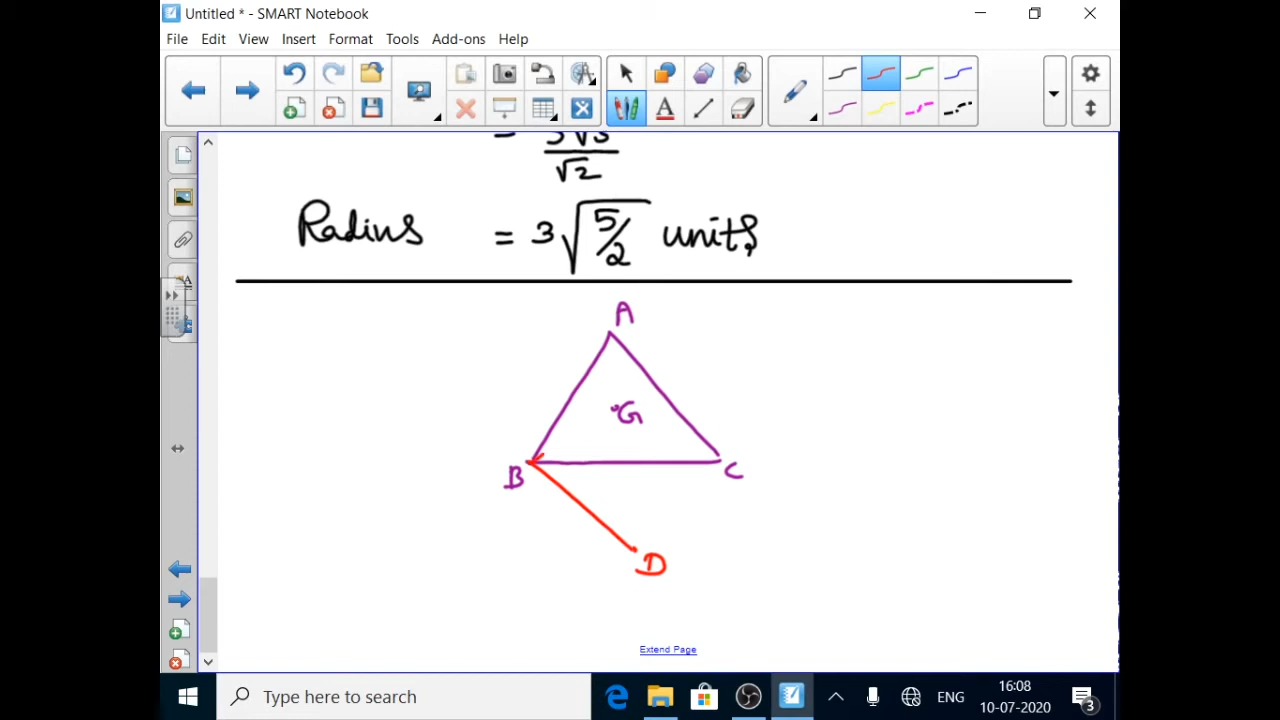 Untitled * - SMART Notebook
File Edit View Insert Format Tools Add-ons Help
=
√2
Radius = 3√5/2 units
A
G
B
C
D
Extend Page
Type here to search
ENG
16:08
10-07-2020
3